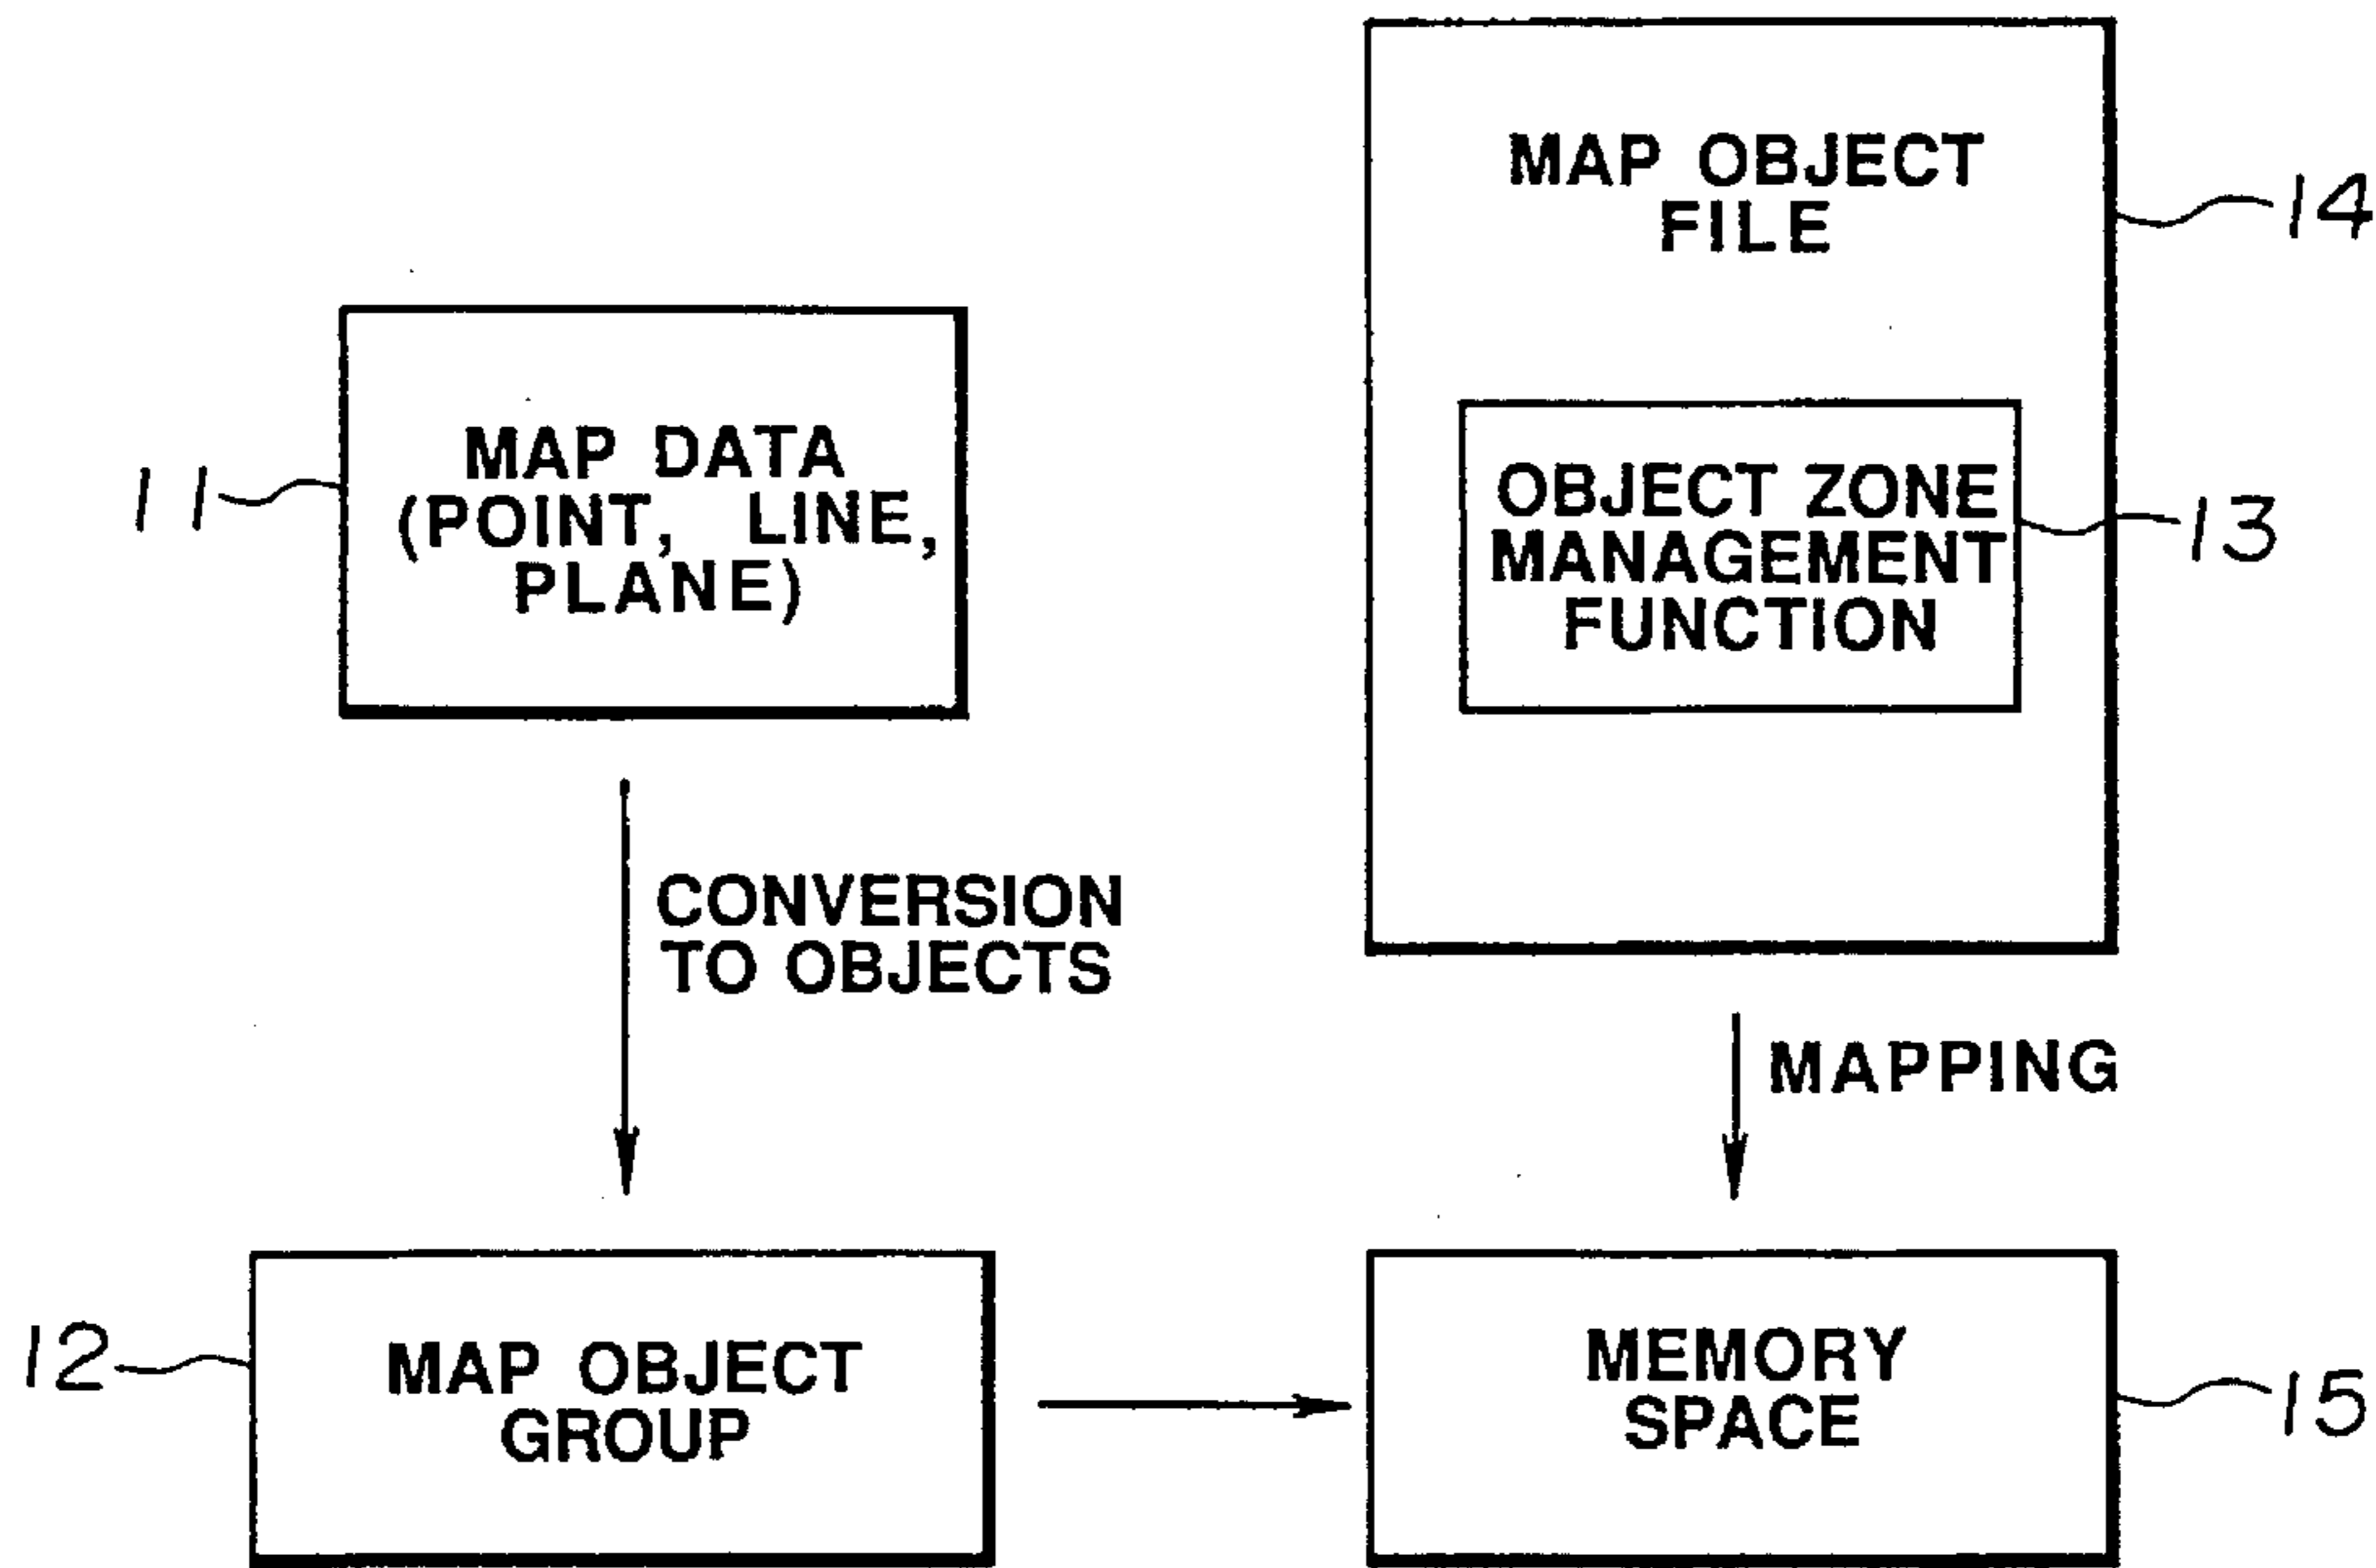 MAP OBJECT
FILE
14
MAP DATA
(POINT, LINE,
PLANE)
11
OBJECT ZONE
MANAGEMENT
FUNCTION
13
CONVERSION
TO OBJECTS
MAPPING
12
MAP OBJECT
GROUP
MEMORY
SPACE
15